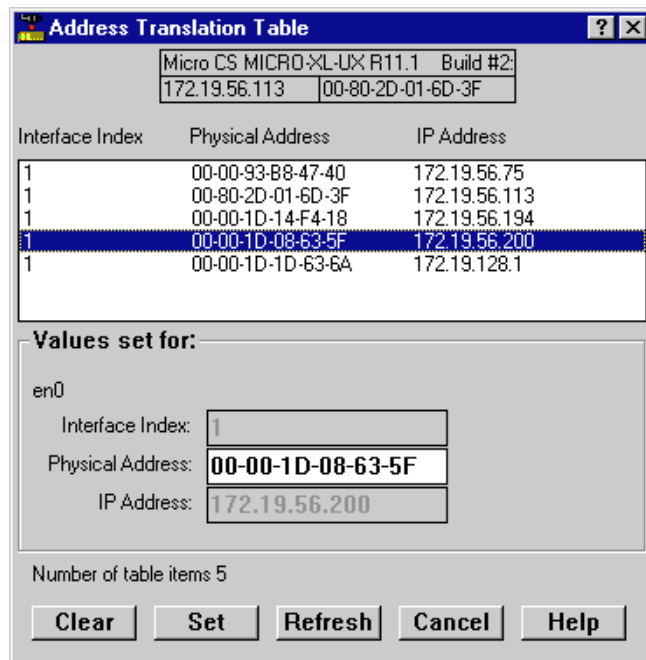 Address Translation Table
Micro CS MICRO-XL-UX R11.1 Build #2:
172.19.56.113 00-80-2D-01-6D-3F
Interface Index Physical Address IP Address
1 00-00-93-B8-47-40 172.19.56.75
1 00-80-2D-01-6D-3F 172.19.56.113
1 00-00-1D-14-F4-18 172.19.56.194
1 00-00-1D-08-63-5F 172.19.56.200
1 00-00-1D-1D-63-6A 172.19.128.1
Values set for:
en0
Interface Index: 1
Physical Address: 00-00-1D-08-63-5F
IP Address: 172.19.56.200
Number of table items 5
Clear Set Refresh Cancel Help